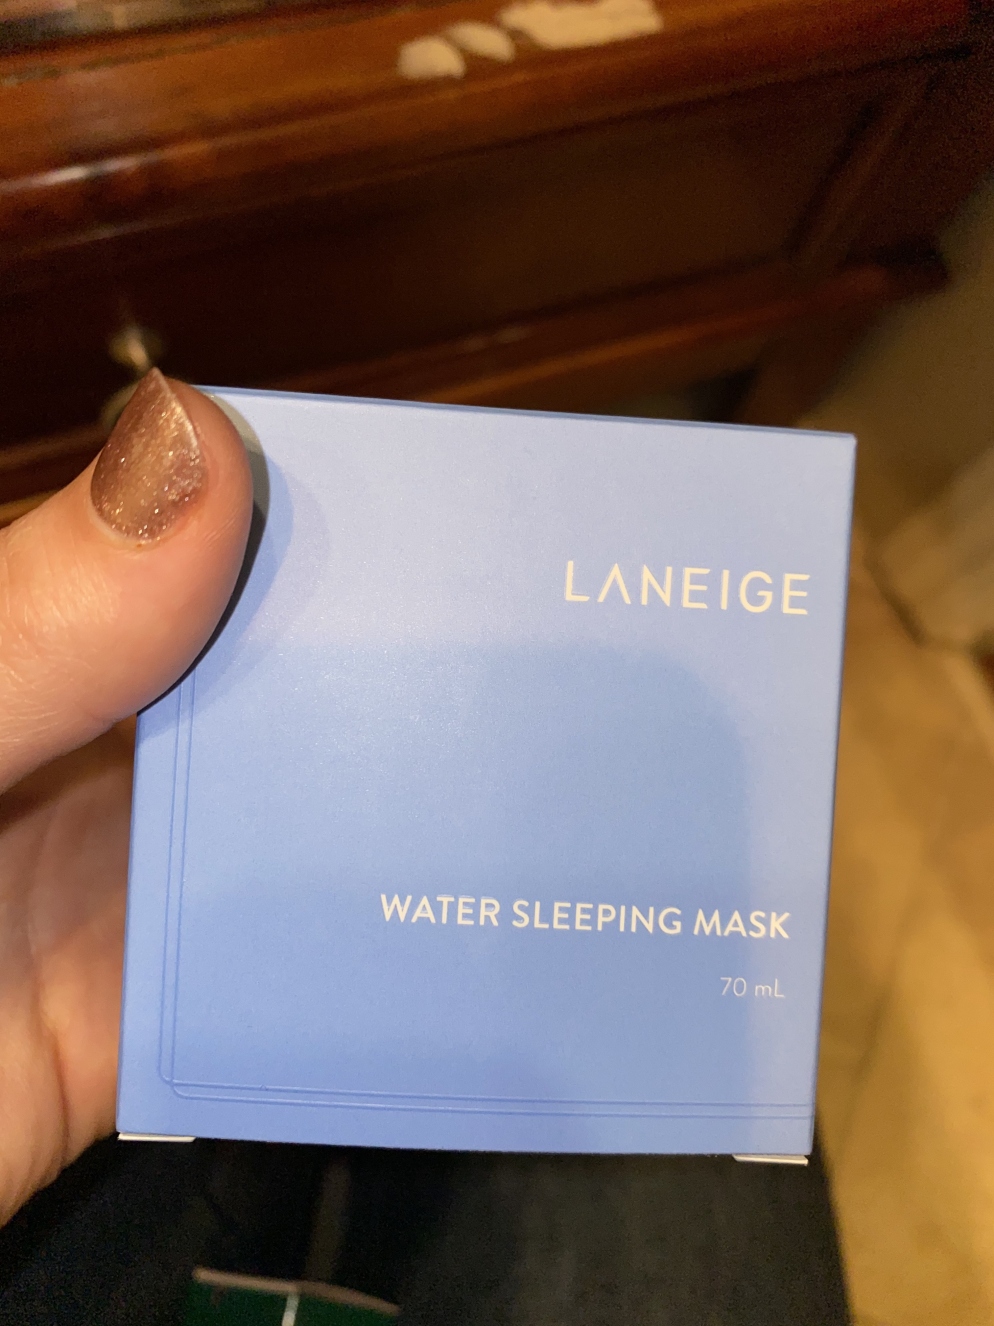 LANEIGE
WATER SLEEPING MASK
70 mL